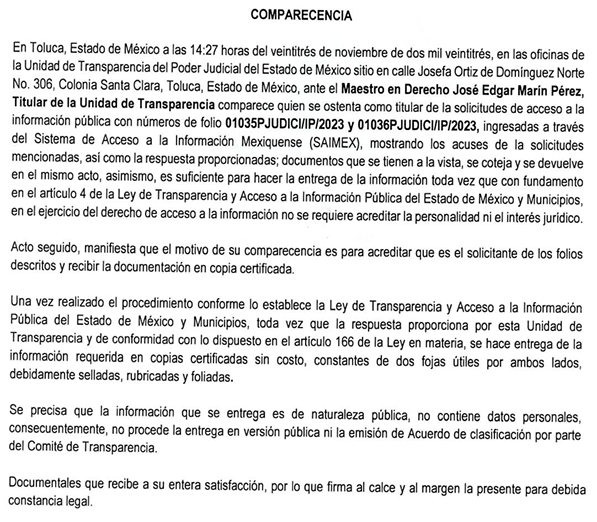 COMPARECENCIA
En Toluca, Estado de México a las 14:27 horas del veintitrés de noviembre de dos mil veintitrés, en las oficinas de
la Unidad de Transparencia del Poder Judicial del Estado de México sitio en calle Josefa Ortiz de Domínguez Norte
No. 306, Colonia Santa Clara, Toluca, Estado de México, ante el Maestro en Derecho José Edgar Marín Pérez,
Titular de la Unidad de Transparencia comparece quien se ostenta como titular de la solicitudes de acceso a la
información pública con números de folio 01035PJUDICI/IP/2023 y 01036PJUDICI/IP/2023, ingresadas a través
del Sistema de Acceso a la Información Mexiquense (SAIMEX), mostrando los acuses de la solicitudes
mencionadas, así como la respuesta proporcionadas; documentos que se tienen a la vista, se coteja y se devuelve
en el mismo acto, asimismo, es suficiente para hacer la entrega de la información toda vez que con fundamento
en el artículo 4 de la Ley de Transparencia y Acceso a la Información Pública del Estado de México y Municipios,
en el ejercicio del derecho de acceso a la información no se requiere acreditar la personalidad ni el interés jurídico.
Acto seguido, manifiesta que el motivo de su comparecencia es para acreditar que es el solicitante de los folios
descritos y recibir la documentación en copia certificada.
Una vez realizado el procedimiento conforme lo establece la Ley de Transparencia y Acceso a la Información
Pública del Estado de México y Municipios, toda vez que la respuesta proporciona por esta Unidad de
Transparencia y de conformidad con lo dispuesto en el artículo 166 de la Ley en materia, se hace entrega de la
información requerida en copias certificadas sin costo, constantes de dos fojas útiles por ambos lados,
debidamente selladas, rubricadas y foliadas.
Se precisa que la información que se entrega es de naturaleza pública, no contiene datos personales,
consecuentemente, no procede la entrega en versión pública ni la emisión de Acuerdo de clasificación por parte
del Comité de Transparencia.
Documentales que recibe a su entera satisfacción, por lo que firma al calce y al margen la presente para debida
constancia legal.